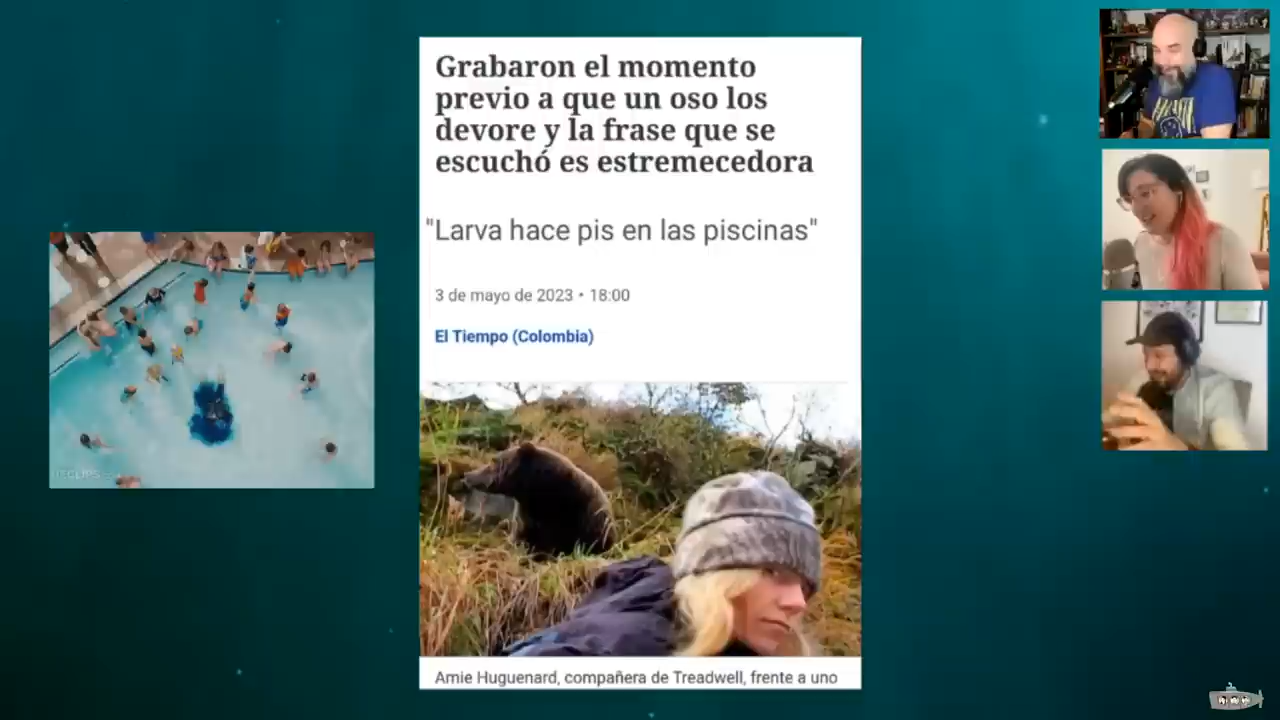 Grabaron el momento
previo a que un oso los
devore y la frase que se
escuchó es estremecedora
"Larva hace pis en las piscinas"
3 de mayo de 2023 • 18:00
El Tiempo (Colombia)
Amie Huguenard, compañera de Treadwell, frente a uno